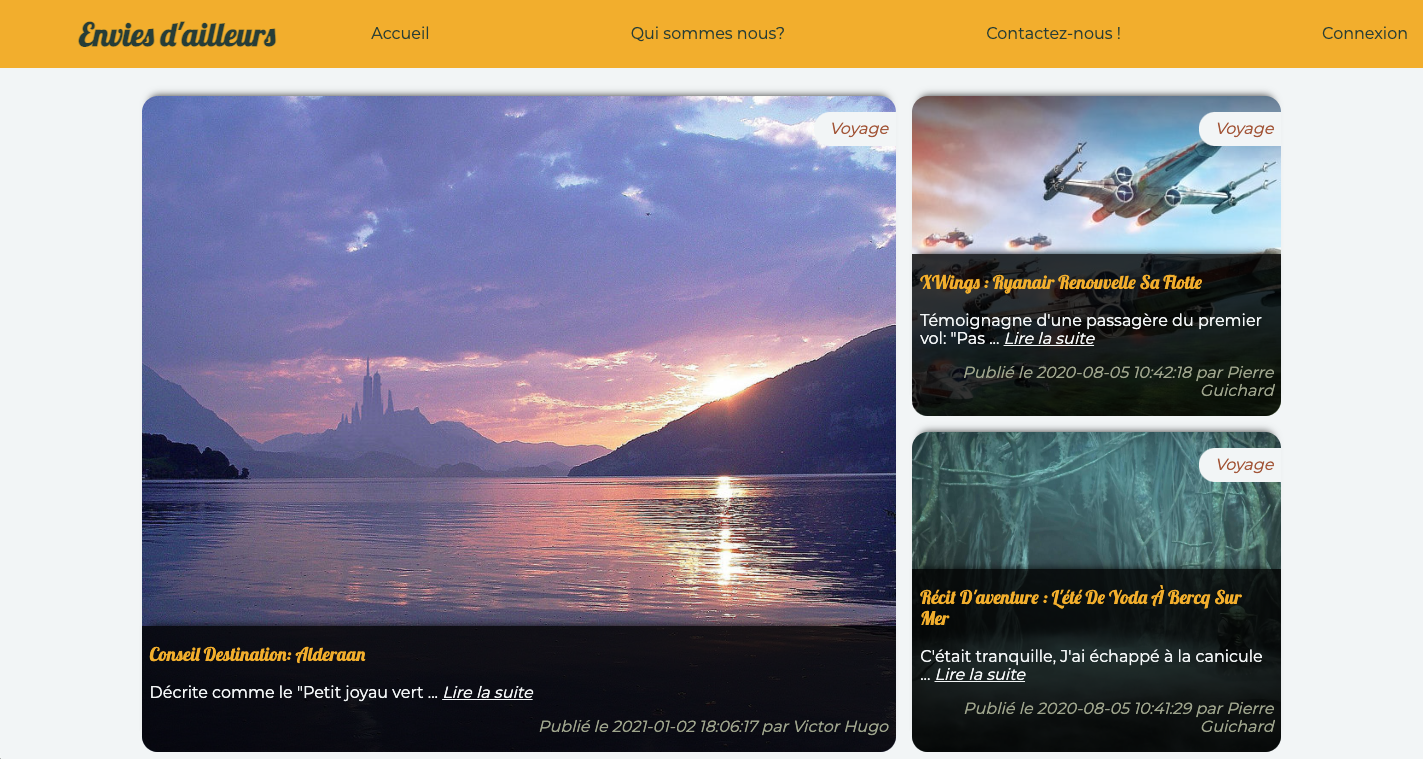 Envies d'ailleurs
Accueil
Qui sommes nous?
Contactez-nous !
Connexion
Voyage
Conseil Destination: Alderaan
Décrite comme le "Petit joyau vert ... Lire la suite
Publié le 2021-01-02 18:06:17 par Victor Hugo
Voyage
XWings : Ryanair Renouvelle Sa Flotte
Témoignagne d'une passagère du premier
vol: "Pas ... Lire la suite
Publié le 2020-08-05 10:42:18 par Pierre
Guichard
Voyage
Récit D'aventure : L'été De Yoda À Bercq Sur
Mer
C'était tranquille, J'ai échappé à la canicule
... Lire la suite
Publié le 2020-08-05 10:41:29 par Pierre
Guichard